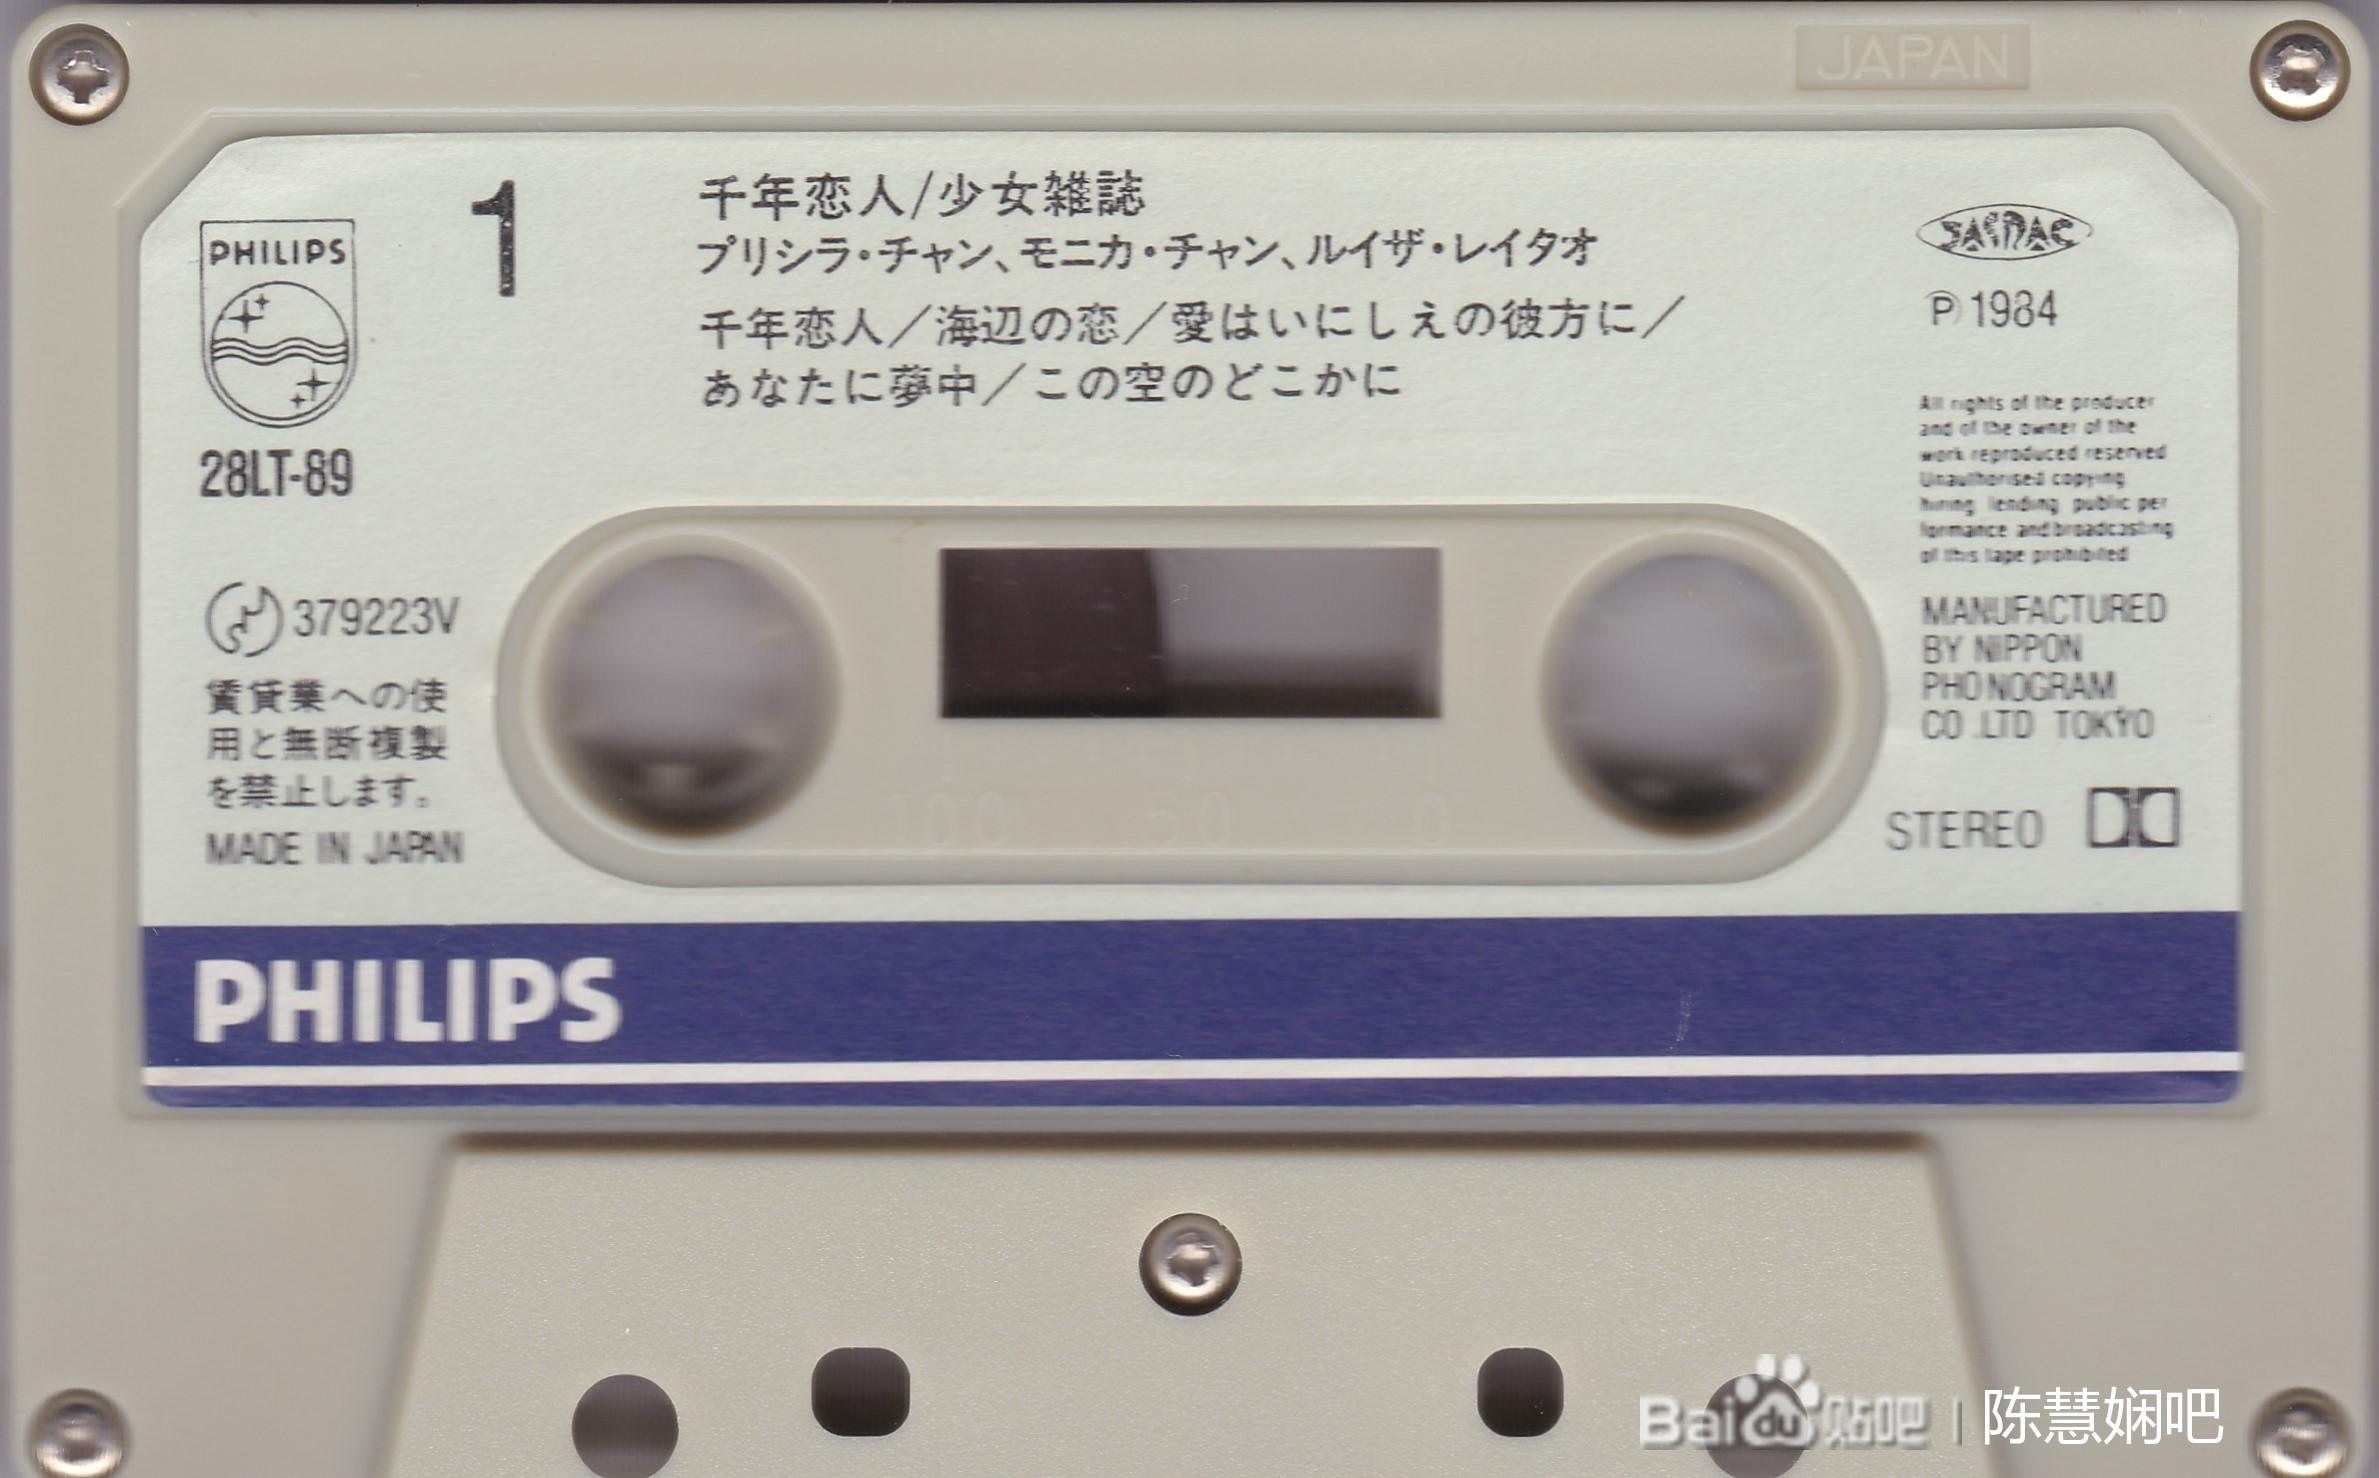 JAPAN
1
千年恋人/少女雑誌
プリシラ・チャン、モニカ・チャン、ルイザ・レイタオ
千年恋人／海辺の恋／愛はいにしえの彼方に／
あなたに夢中／この空のどこかに
PHILIPS
28LT-89
379223V
賃貸業への使
用と無断複製
を禁止します。
MADE IN JAPAN
JASRAC
Ⓟ1984
All rights of the producer
and of the owner of the
work reproduced reserved
Unauthorised copying
hiring lending public per
formance and broadcasting
of this tape prohibited
MANUFACTURED
BY NIPPON
PHONOGRAM
CO.LTD TOKYO
STEREO
100 50 0
PHILIPS
Bai du 贴吧 | 陈慧娴吧